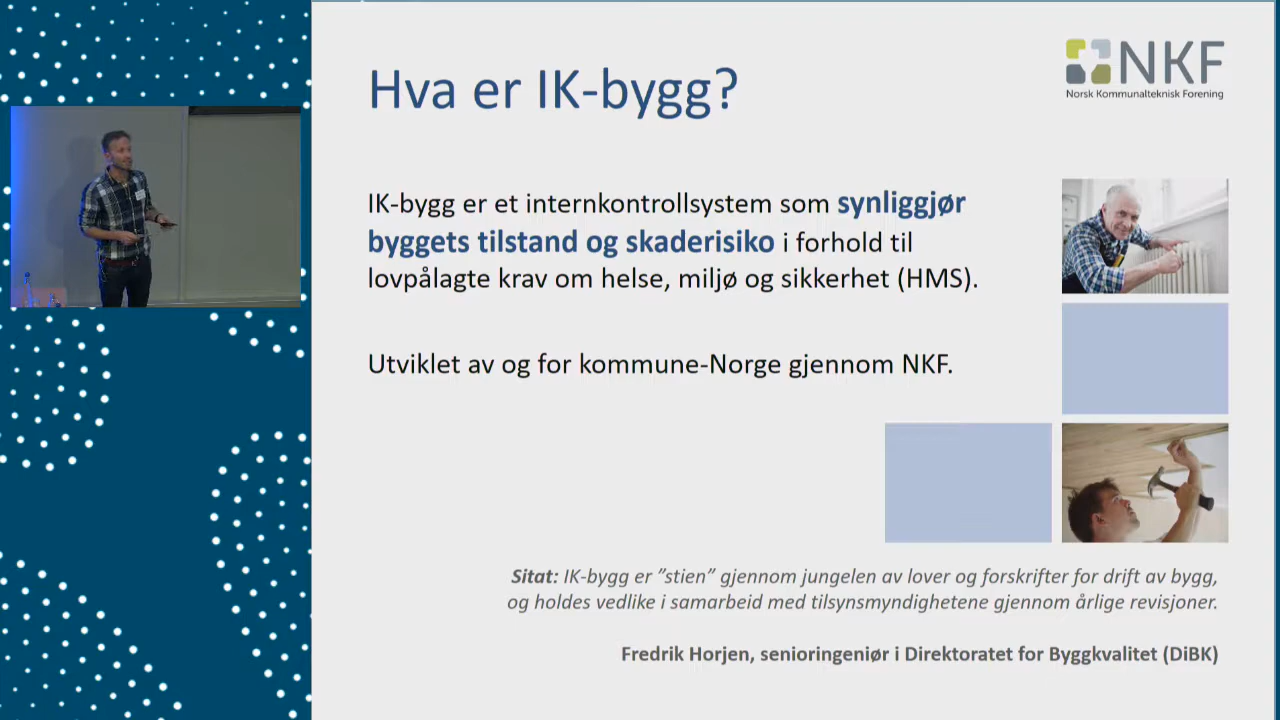 Hva er IK-bygg?
NKF
Norsk Kommunalteknisk Forening
IK-bygg er et internkontrollsystem som synliggjør
byggets tilstand og skaderisiko i forhold til
lovpålagte krav om helse, miljø og sikkerhet (HMS).
Utviklet av og for kommune-Norge gjennom NKF.
Sitat: IK-bygg er ”stien” gjennom jungelen av lover og forskrifter for drift av bygg,
og holdes vedlike i samarbeid med tilsynsmyndighetene gjennom årlige revisjoner.
Fredrik Horjen, senioringeniør i Direktoratet for Byggkvalitet (DiBK)